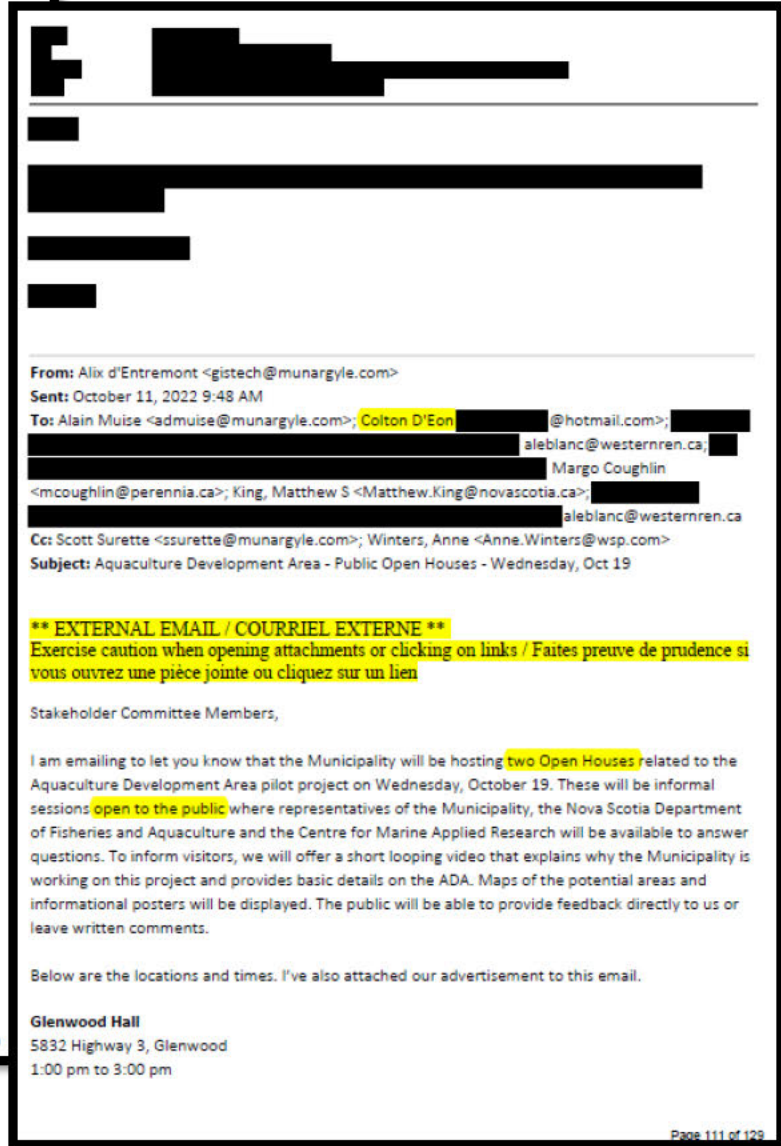 From: Alix d'Entremont <gistech@munargyle.com>
Sent: October 11, 2022 9:48 AM
To: Alain Muise <admuise@munargyle.com>; Colton D'Eon @hotmail.com>;
aleblanc@westernren.ca;
Margo Coughlin
<mcoughlin@perennia.ca>; King, Matthew S <Matthew.King@novascotia.ca>;
aleblanc@westernren.ca
Cc: Scott Surette <ssurette@munargyle.com>; Winters, Anne <Anne.Winters@wsp.com>
Subject: Aquaculture Development Area - Public Open Houses - Wednesday, Oct 19
** EXTERNAL EMAIL / COURRIEL EXTERNE **
Exercise caution when opening attachments or clicking on links / Faites preuve de prudence si
vous ouvrez une pièce jointe ou cliquez sur un lien
Stakeholder Committee Members,
I am emailing to let you know that the Municipality will be hosting two Open Houses related to the
Aquaculture Development Area pilot project on Wednesday, October 19. These will be informal
sessions open to the public where representatives of the Municipality, the Nova Scotia Department
of Fisheries and Aquaculture and the Centre for Marine Applied Research will be available to answer
questions. To inform visitors, we will offer a short looping video that explains why the Municipality is
working on this project and provides basic details on the ADA. Maps of the potential areas and
informational posters will be displayed. The public will be able to provide feedback directly to us or
leave written comments.
Below are the locations and times. I've also attached our advertisement to this email.
Glenwood Hall
5832 Highway 3, Glenwood
1:00 pm to 3:00 pm
Page 111 of 129